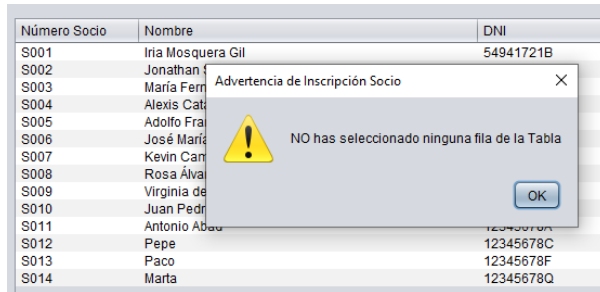 Número Socio Nombre DNI
S001 Iria Mosquera Gil 54941721B
S002 Jonathan
S003 María
S004 Alexis
S005 Adolfo
S006 José María
S007 Kevin
S008 Rosa
S009 Virginia de
S010 Juan
S011 Antonio
S012 Pepe 12345678C
S013 Paco 12345678F
S014 Marta 12345678Q
Advertencia de Inscripción Socio
NO has seleccionado ninguna fila de la Tabla
OK